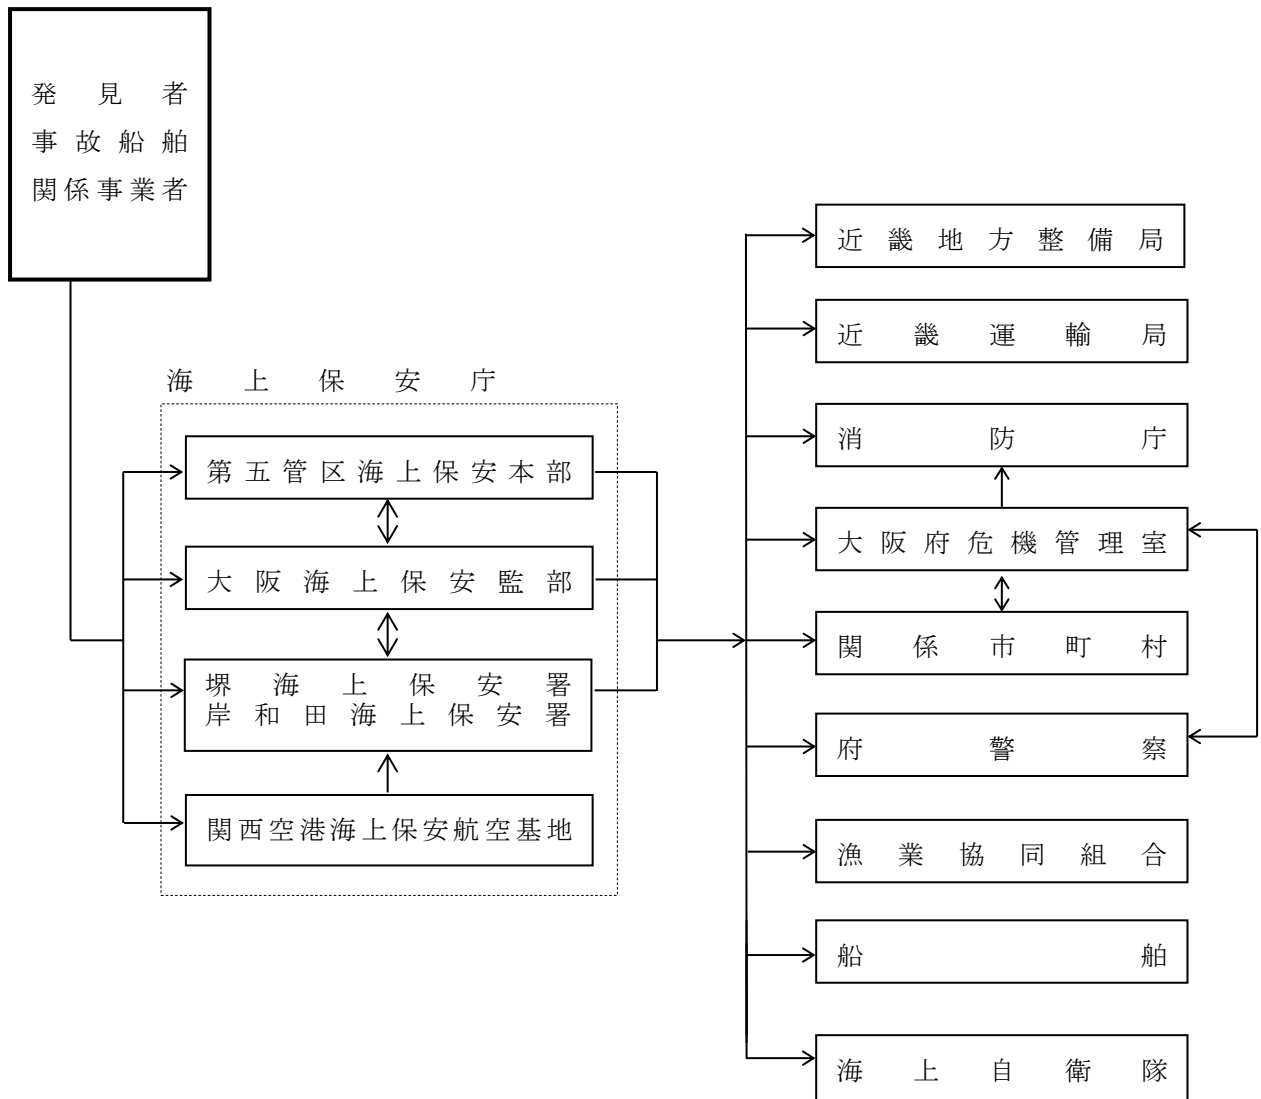 発見者
事故船舶
関係事業者
海上保安庁
第五管区海上保安本部
大阪海上保安監部
堺海上保安署
岸和田海上保安署
関西空港海上保安航空基地
近畿地方整備局
近畿運輸局
消防庁
大阪府危機管理室
関係市町村
府警察
漁業協同組合
船舶
海上自衛隊